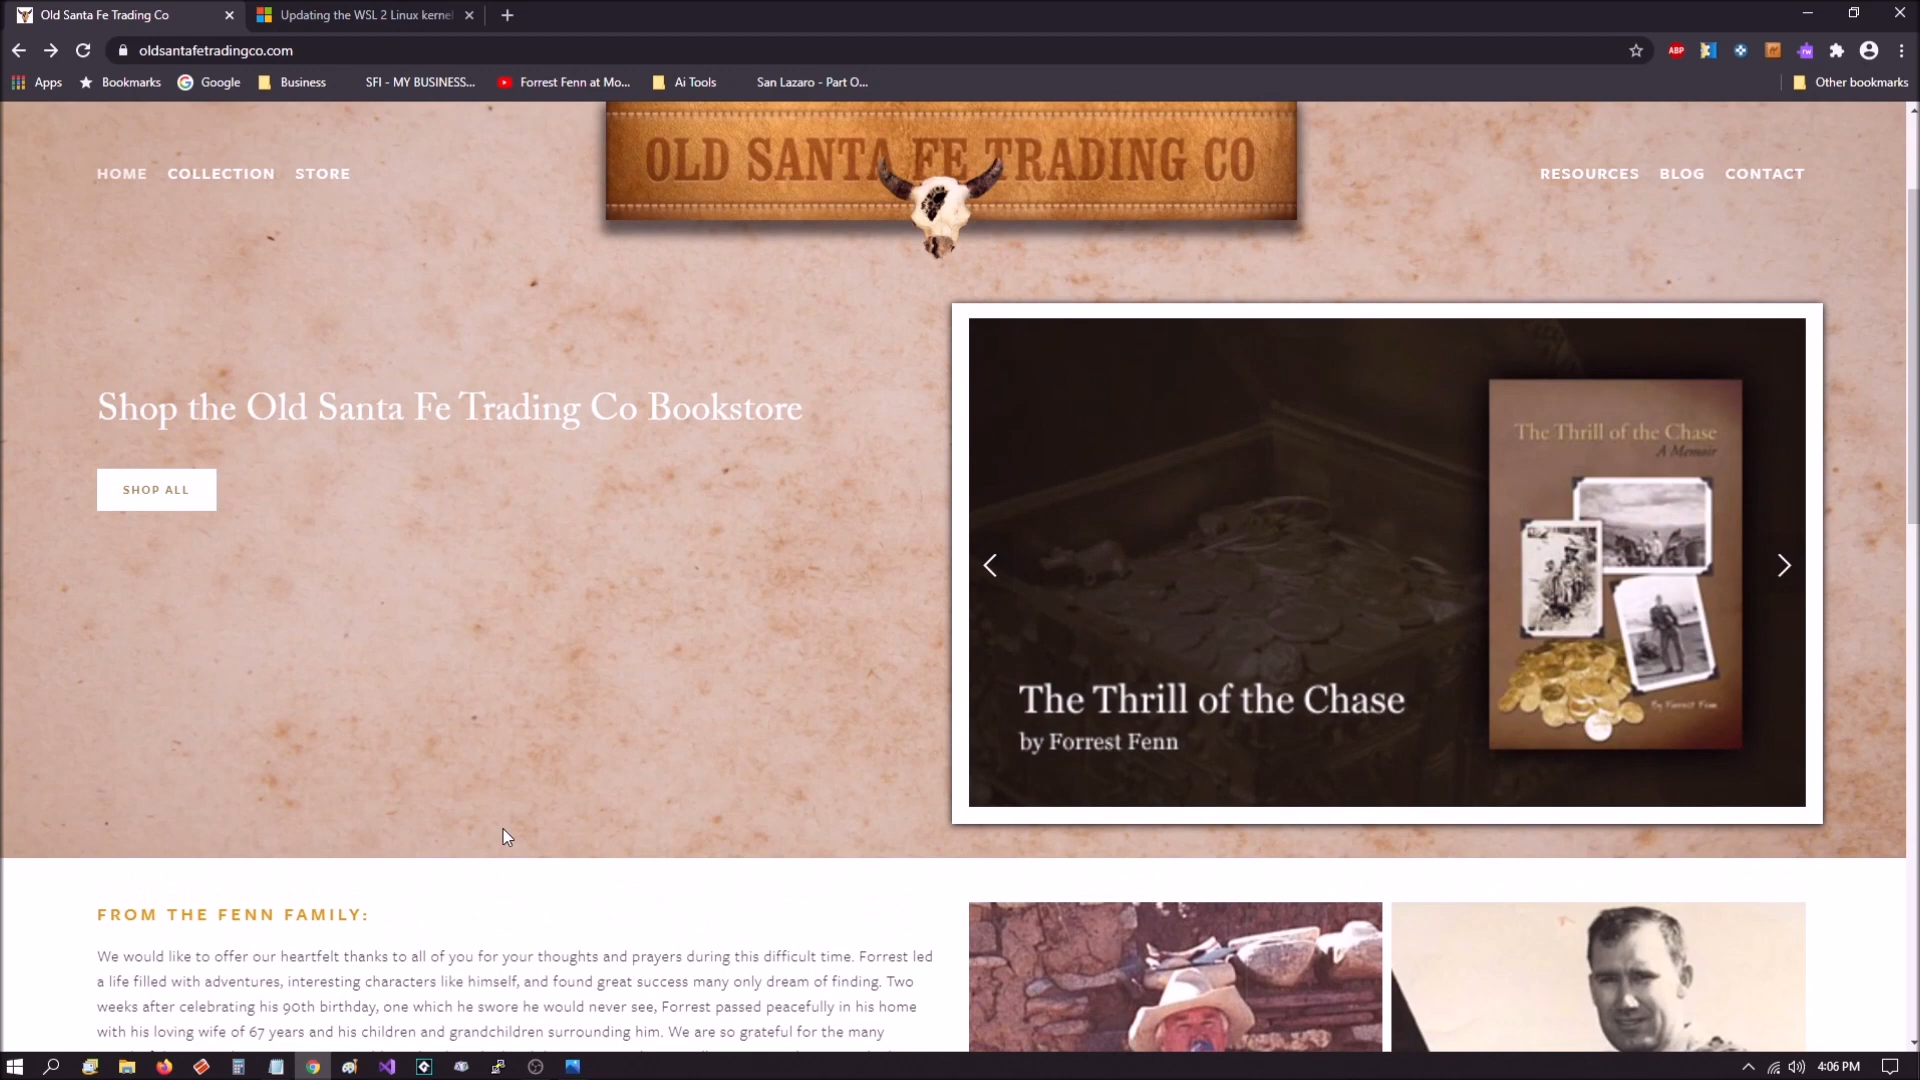 Old Santa Fe Trading Co
Updating the WSL 2 Linux kernel
oldsantafetradingco.com
ABP
rw
Apps
Bookmarks
Google
Business
SFI - MY BUSINESS...
Forrest Fenn at Mo...
Ai Tools
San Lazaro - Part O...
Other bookmarks
OLD SANTA FE TRADING CO
HOME COLLECTION STORE
RESOURCES BLOG CONTACT
Shop the Old Santa Fe Trading Co Bookstore
SHOP ALL
The Thrill of the Chase
A Memoir
By Forrest Fenn
The Thrill of the Chase
by Forrest Fenn
FROM THE FENN FAMILY:
We would like to offer our heartfelt thanks to all of you for your thoughts and prayers during this difficult time. Forrest led
a life filled with adventures, interesting characters like himself, and found great success many only dream of finding. Two
weeks after celebrating his 90th birthday, one which he swore he would never see, Forrest passed peacefully in his home
with his loving wife of 67 years and his children and grandchildren surrounding him. We are so grateful for the many
4:06 PM